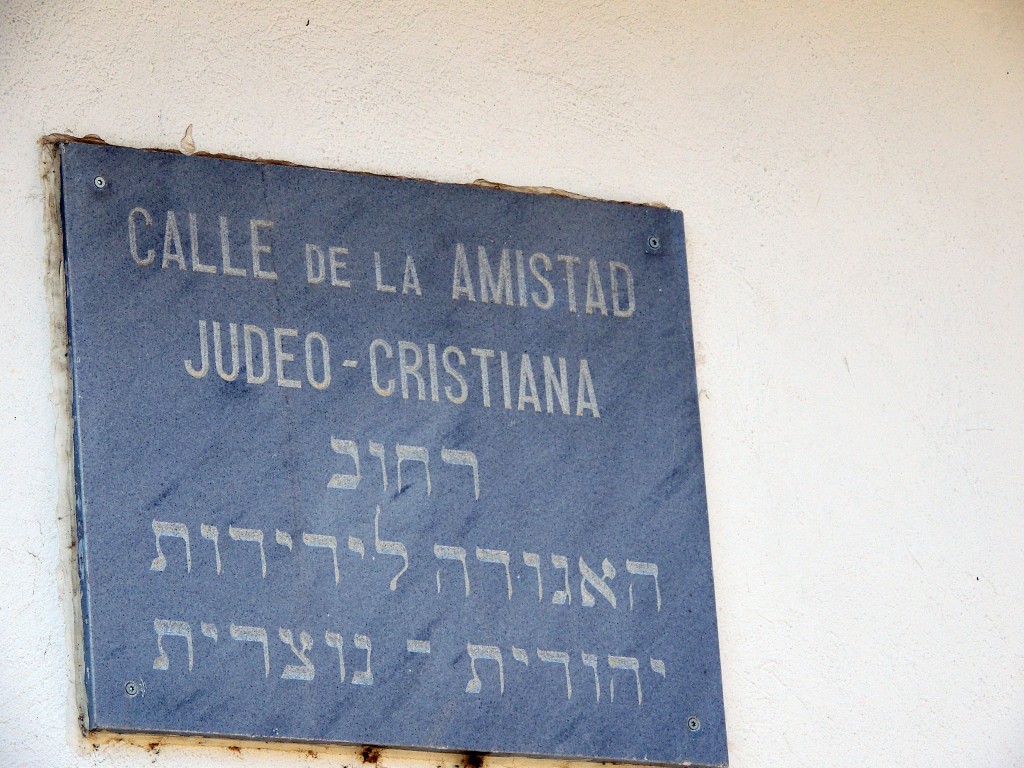 CALLE DE LA AMISTAD
JUDEO - CRISTIANA
רחוב
האגודה לידידות
יהודית - נוצרית